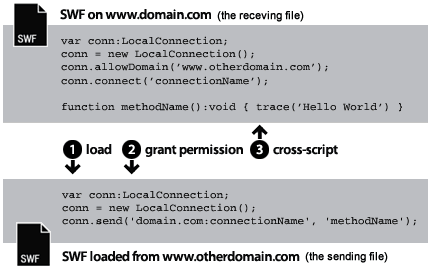 SWF on www.domain.com (the receving file)
SWF
var conn:LocalConnection;
conn = new LocalConnection();
conn.allowDomain('www.otherdomain.com');
conn.connect('connectionName');
function methodName():void { trace('Hello World') }
1 load 2 grant permission 3 cross-script
var conn:LocalConnection;
conn = new LocalConnection();
conn.send('domain.com:connectionName', 'methodName');
SWF
SWF loaded from www.otherdomain.com (the sending file)